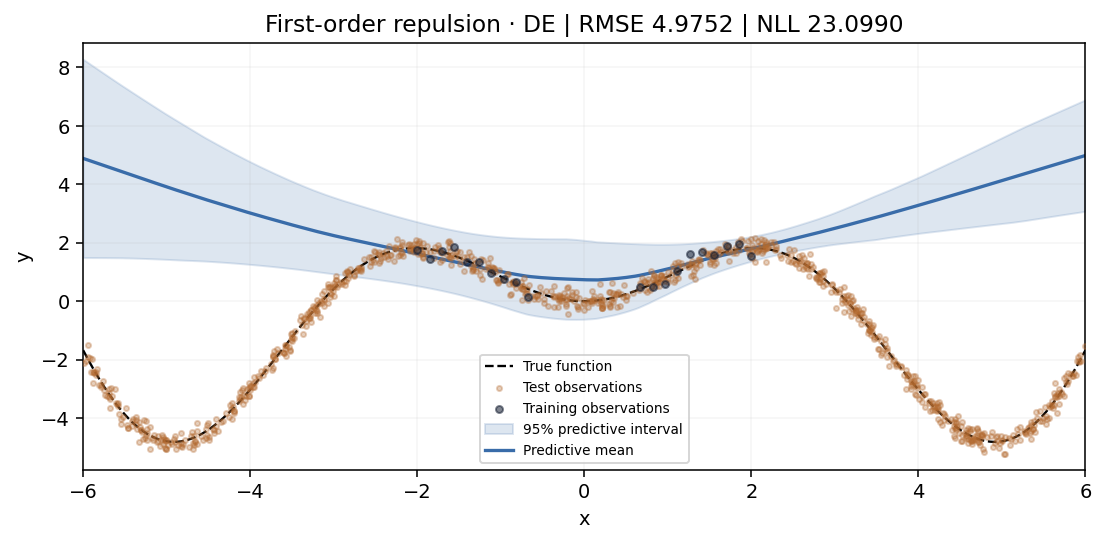 First-order repulsion · DE | RMSE 4.9752 | NLL 23.0990
8
6
4
2
0
−2
−4
y
True function
Test observations
Training observations
95% predictive interval
Predictive mean
−6
−4
−2
0
2
4
6
x